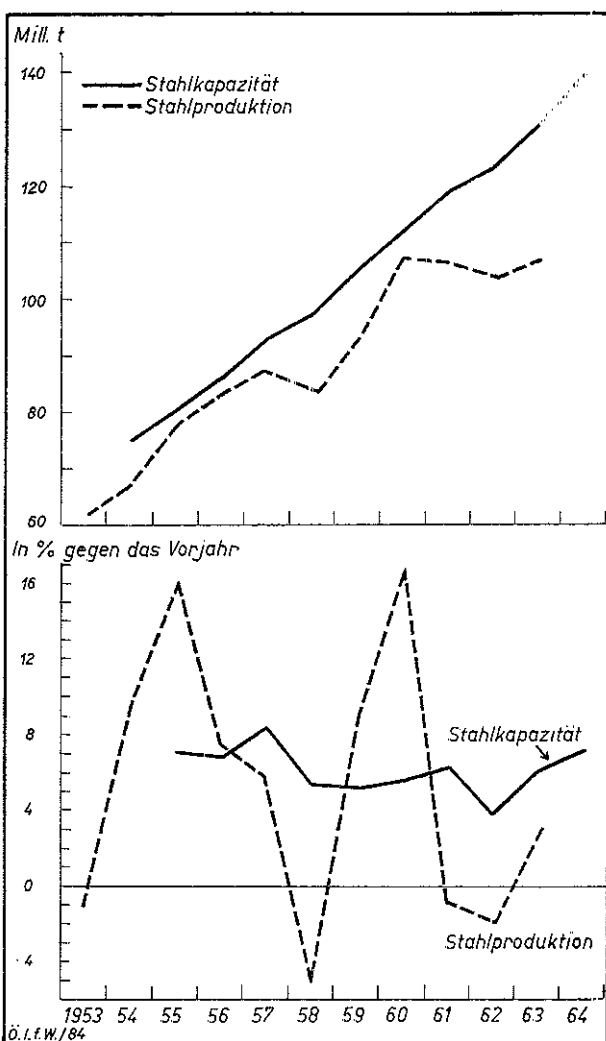 Mill. t
140
Stahlkapazität
Stahlproduktion
120
100
80
60
In % gegen das Vorjahr
16
12
8
Stahlkapazität
4
0
Stahlproduktion
4
1953 54 55 56 57 58 59 60 61 62 63 64
Ö.I.f.W./84